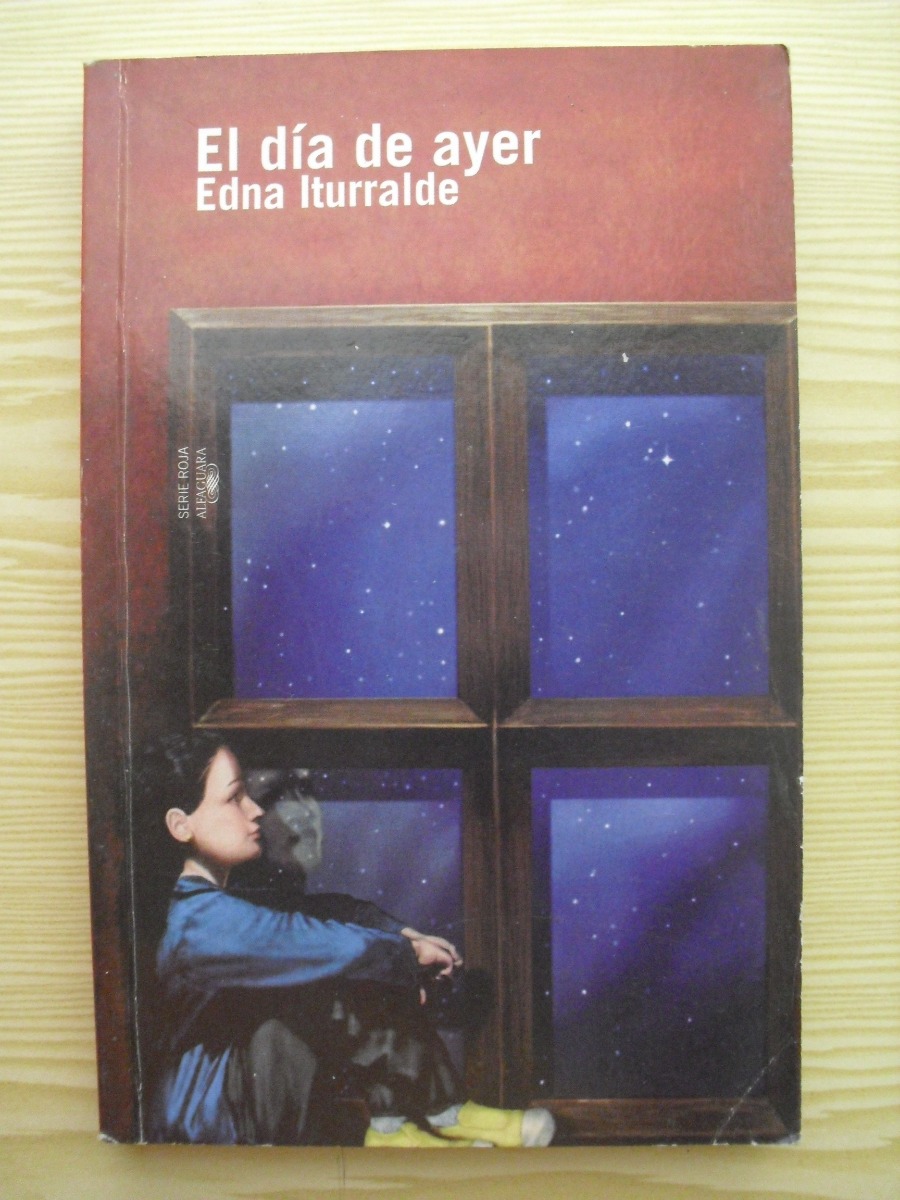 El día de ayer
Edna Iturralde
SERIE ROJA
ALFAGUARA